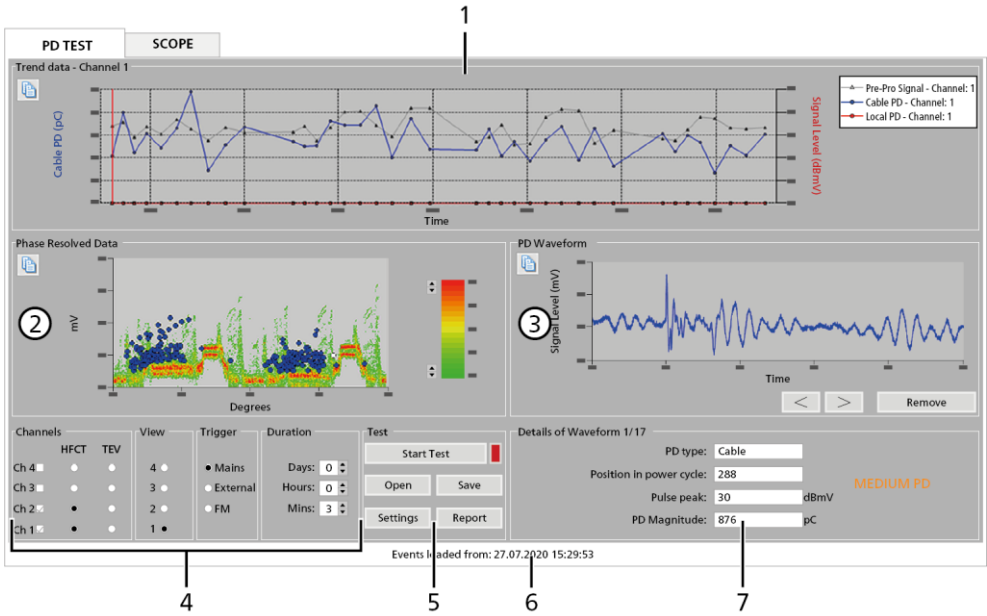 1
PD TEST
SCOPE
Trend data - Channel 1
Cable PD (pC)
Signal Level (dBmV)
Time
Pre-Pro Signal - Channel: 1
Cable PD - Channel: 1
Local PD - Channel: 1
Phase Resolved Data
2
mV
Degrees
PD Waveform
3
Signal Level (mV)
Time
< >
Remove
Channels
HFCT TEV
Ch 4
Ch 3
Ch 2
Ch 1
View
4
3
2
1
Trigger
Mains
External
FM
Duration
Days: 0
Hours: 0
Mins: 3
Test
Start Test
Open Save
Settings Report
Details of Waveform 1/17
PD type: Cable
Position in power cycle: 288
Pulse peak: 30 dBmV
PD Magnitude: 876 pC
MEDIUM PD
Events loaded from: 27.07.2020 15:29:53
4 5 6 7